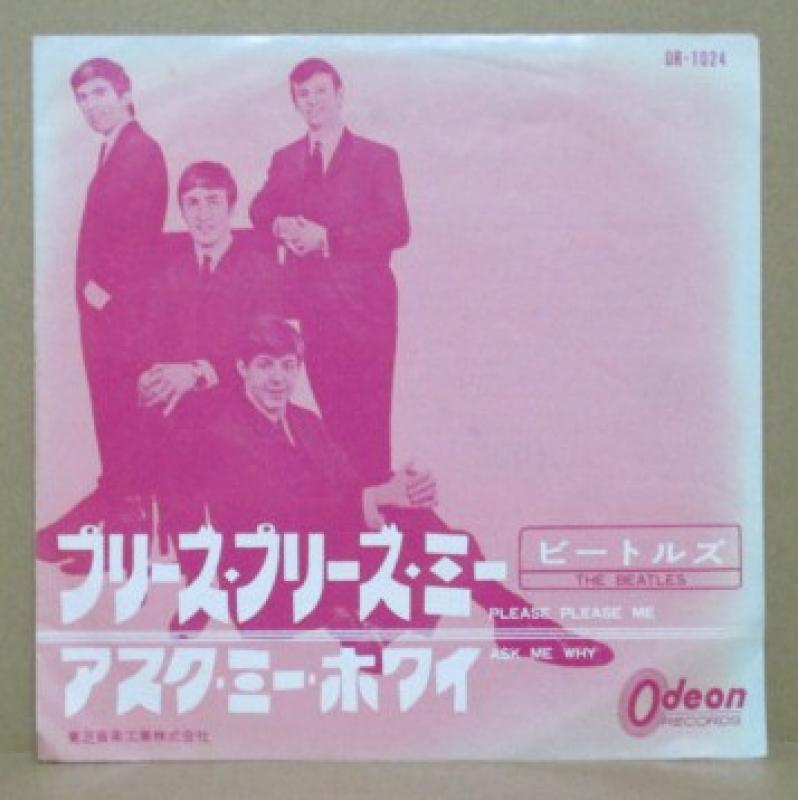 OR-1024
プリーズ・プリーズ・ミー
ビートルズ
THE BEATLES
PLEASE PLEASE ME
アスク・ミー・ホワイ
ASK ME WHY
Odeon
RECORDS
東芝音楽工業株式会社